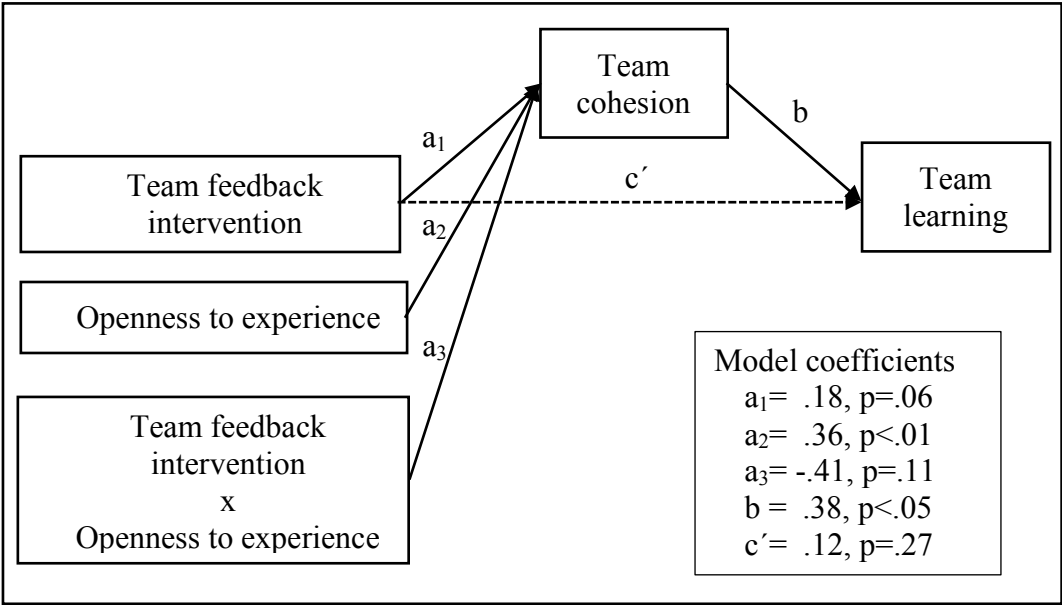 Team
cohesion
a₁
b
Team feedback
intervention
c´
Team
learning
a₂
Openness to experience
a₃
Team feedback
intervention
x
Openness to experience
Model coefficients
a₁= .18, p=.06
a₂= .36, p<.01
a₃= -.41, p=.11
b = .38, p<.05
c´= .12, p=.27